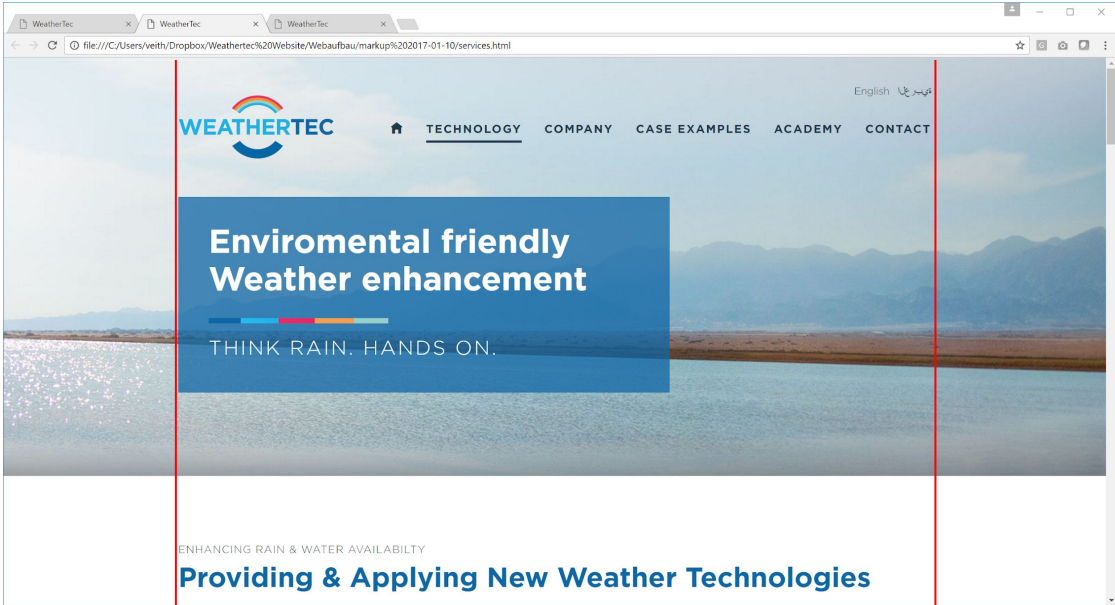 WeatherTec
WeatherTec
WeatherTec
file:///C:/Users/veith/Dropbox/Weathertec%20Website/Webaufbau/markup%202017-01-10/services.html
English ةيبرغلا
WEATHERTEC
TECHNOLOGY COMPANY CASE EXAMPLES ACADEMY CONTACT
Enviromental friendly
Weather enhancement
THINK RAIN. HANDS ON.
ENHANCING RAIN & WATER AVAILABILTY
Providing & Applying New Weather Technologies